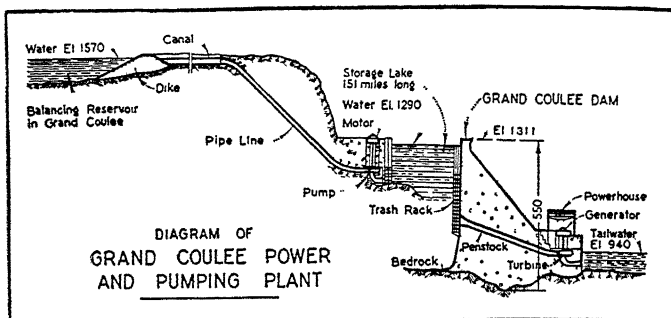 Water El 1570
Canal
Dike
Balancing Reservour
in Grand Coulee
Pipe Line
Storage Lake
151 miles long
Water El. 1290
Motor
Pump
Trash Rack
GRAND COULEE DAM
El 1311
550
Powerhouse
Generator
Tailwater
El 940
Penstock
Turbine
Bedrock
DIAGRAM OF
GRAND COULEE POWER
AND PUMPING PLANT